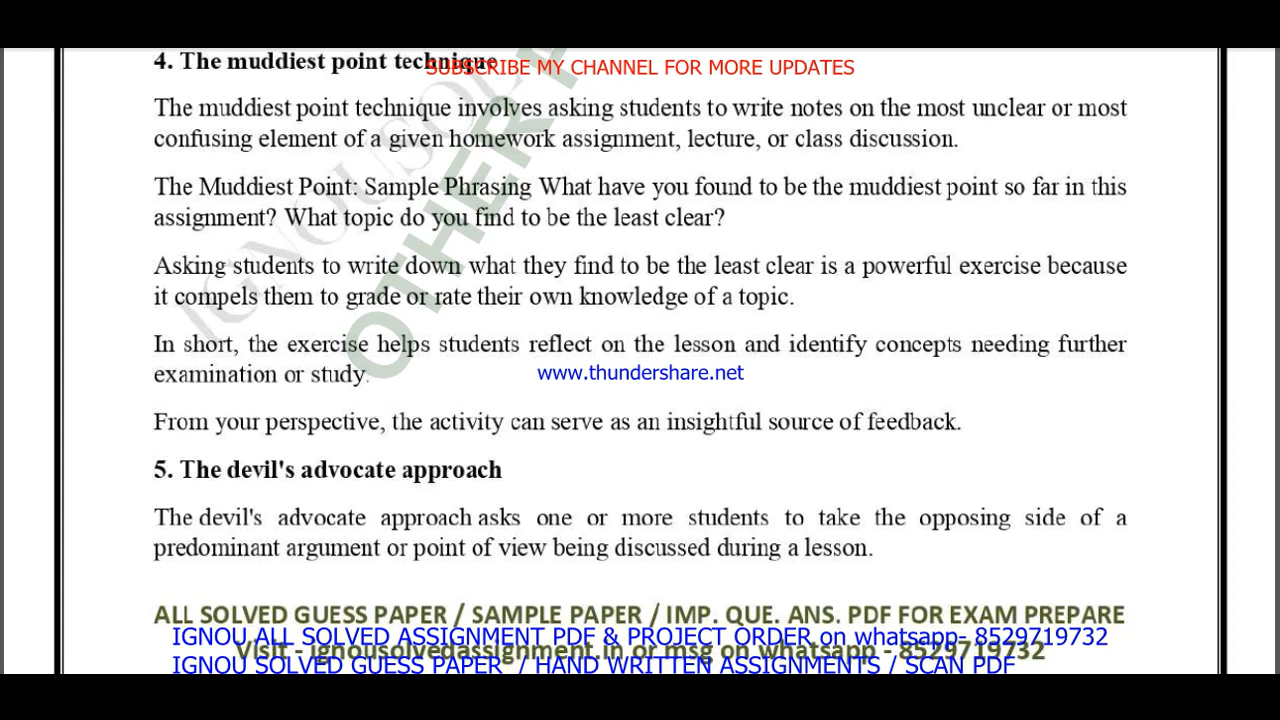 4. The muddiest point technique
SUBSCRIBE MY CHANNEL FOR MORE UPDATES
The muddiest point technique involves asking students to write notes on the most unclear or most
confusing element of a given homework assignment, lecture, or class discussion.
The Muddiest Point: Sample Phrasing What have you found to be the muddiest point so far in this
assignment? What topic do you find to be the least clear?
Asking students to write down what they find to be the least clear is a powerful exercise because
it compels them to grade or rate their own knowledge of a topic.
In short, the exercise helps students reflect on the lesson and identify concepts needing further
examination or study.
www.thundershare.net
From your perspective, the activity can serve as an insightful source of feedback.
5. The devil's advocate approach
The devil's advocate approach asks one or more students to take the opposing side of a
predominant argument or point of view being discussed during a lesson.
ALL SOLVED GUESS PAPER / SAMPLE PAPER / IMP. QUE. ANS. PDF FOR EXAM PREPARE
IGNOU ALL SOLVED ASSIGNMENT PDF & PROJECT ORDER on whatsapp- 8529719732
Visit - ignousolvedassignment.in or msg on whatsapp - 8529719732
IGNOU SOLVED GUESS PAPER / HAND WRITTEN ASSIGNMENTS / SCAN PDF
OTHER